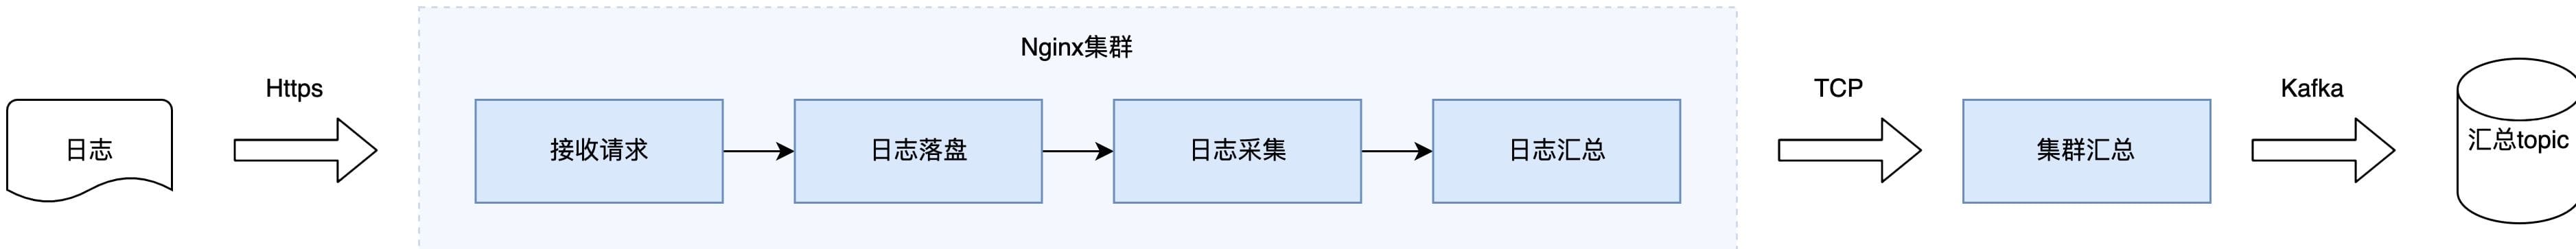 Nginx集群
日志
Https
接收请求
日志落盘
日志采集
日志汇总
TCP
集群汇总
Kafka
汇总topic